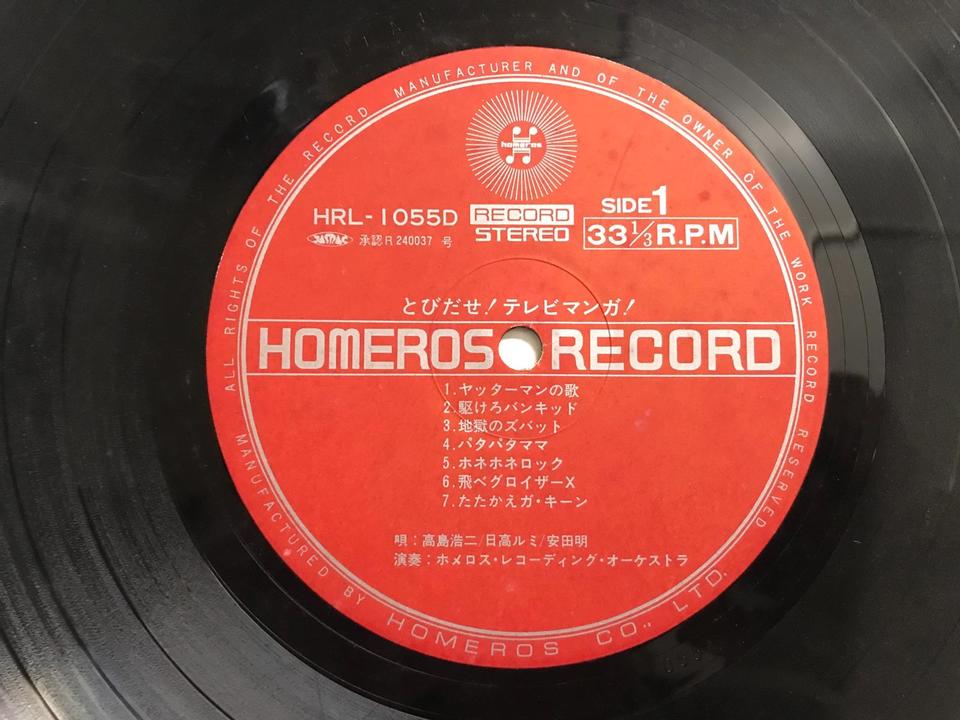 ALL RIGHTS OF THE RECORD MANUFACTURER AND OF THE OWNER OF THE WORK RECORD RESERVED
homeros
HRL-1055D
RECORD
STEREO
SIDE 1
33 1/3 R.P.M
JASRAC 承認R 240037 号
とびだせ!テレビマンガ!
HOMEROS RECORD
1.ヤッターマンの歌
2.駆けろバンキッド
3.地獄のズバット
4.パタパタママ
5.ホネホネロック
6.飛べグロイザーX
7.たたかえガ・キーン
唄:高島浩二/日高ルミ/安田明
演奏:ホメロス・レコーディング・オーケストラ
MANUFACTURED BY HOMEROS CO., LTD.